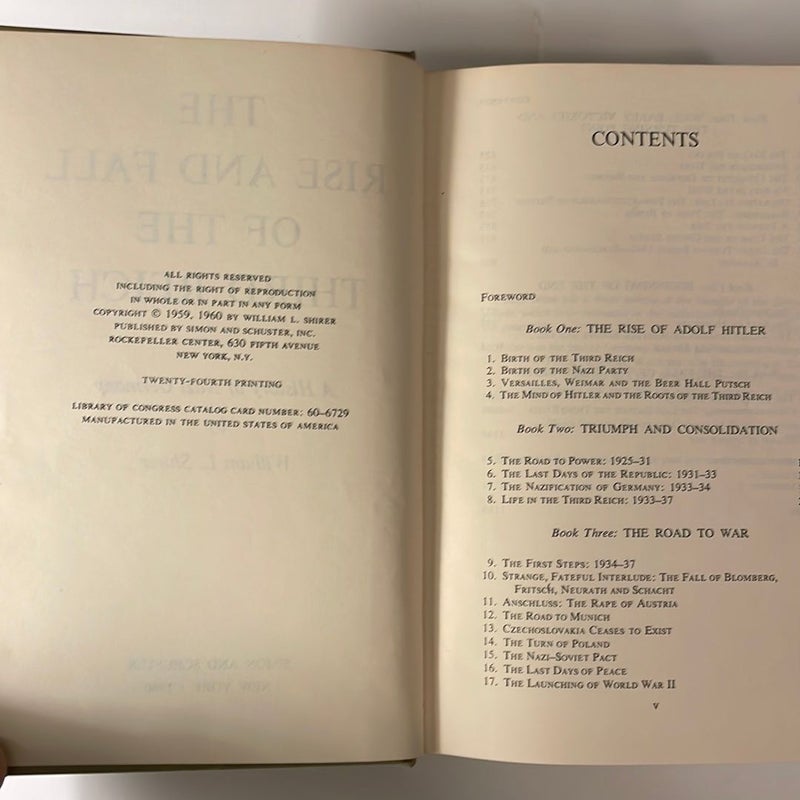 ALL RIGHTS RESERVED
INCLUDING THE RIGHT OF REPRODUCTION
IN WHOLE OR IN PART IN ANY FORM
COPYRIGHT © 1959, 1960 BY WILLIAM L. SHIRER
PUBLISHED BY SIMON AND SCHUSTER, INC.
ROCKEFELLER CENTER, 630 FIFTH AVENUE
NEW YORK, N.Y.
TWENTY-FOURTH PRINTING
LIBRARY OF CONGRESS CATALOG CARD NUMBER: 60-6729
MANUFACTURED IN THE UNITED STATES OF AMERICA
CONTENTS
FOREWORD
Book One: THE RISE OF ADOLF HITLER
1. BIRTH OF THE THIRD REICH
2. BIRTH OF THE NAZI PARTY
3. VERSAILLES, WEIMAR AND THE BEER HALL PUTSCH
4. THE MIND OF HITLER AND THE ROOTS OF THE THIRD REICH
Book Two: TRIUMPH AND CONSOLIDATION
5. THE ROAD TO POWER: 1925–31
6. THE LAST DAYS OF THE REPUBLIC: 1931–33
7. THE NAZIFICATION OF GERMANY: 1933–34
8. LIFE IN THE THIRD REICH: 1933–37
Book Three: THE ROAD TO WAR
9. THE FIRST STEPS: 1934–37
10. STRANGE, FATEFUL INTERLUDE: THE FALL OF BLOMBERG,
FRITSCH, NEURATH AND SCHACHT
11. ANSCHLUSS: THE RAPE OF AUSTRIA
12. THE ROAD TO MUNICH
13. CZECHOSLOVAKIA CEASES TO EXIST
14. THE TURN OF POLAND
15. THE NAZI–SOVIET PACT
16. THE LAST DAYS OF PEACE
17. THE LAUNCHING OF WORLD WAR II
v